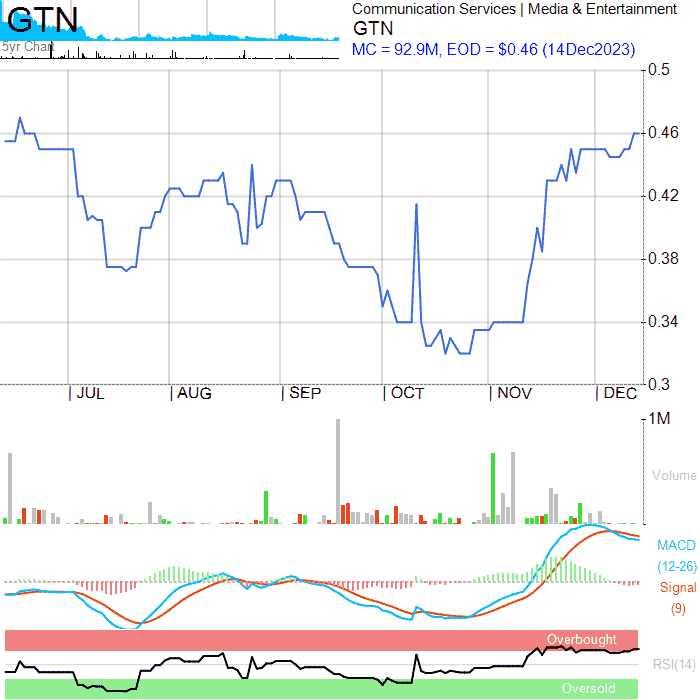 GTN
5yr Chart
Communication Services | Media & Entertainment
GTN
MC = 92.9M, EOD = $0.46 (14Dec2023)
0.5
0.46
0.42
0.38
0.34
0.3
| JUL | AUG | SEP | OCT | NOV | DEC
1M
Volume
MACD
(12-26)
Signal
(9)
Overbought
RSI(14)
Oversold